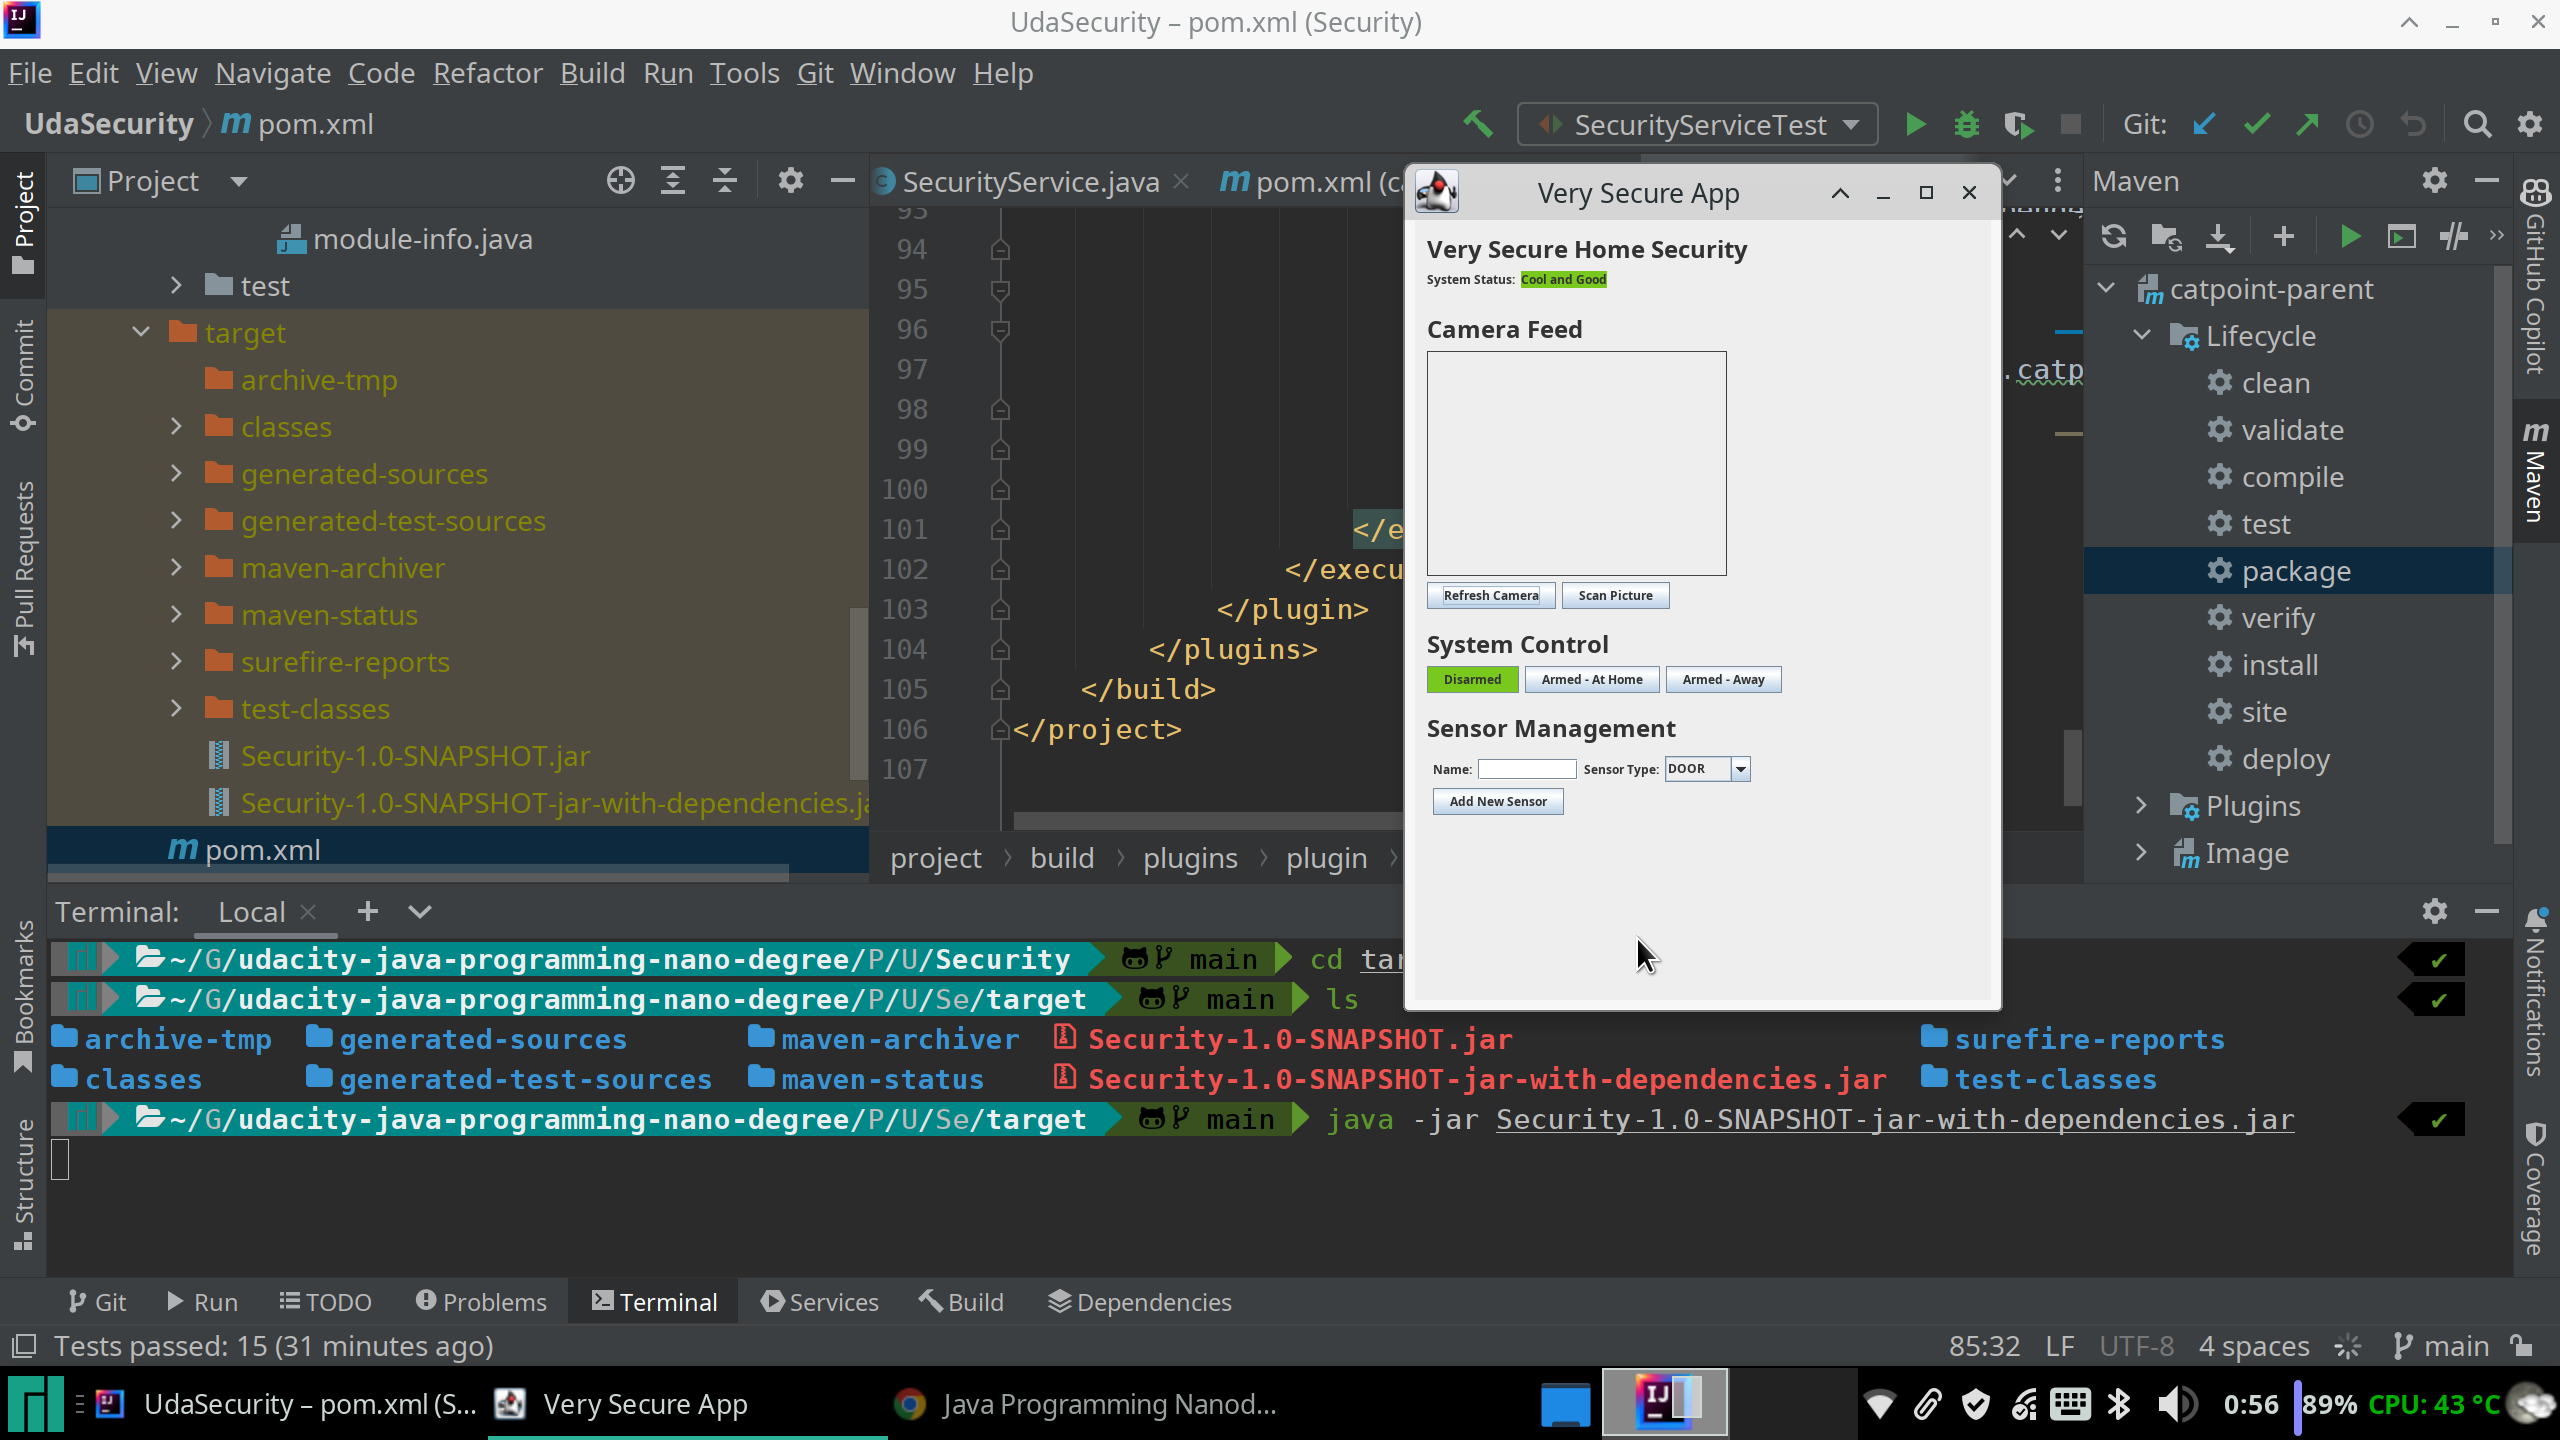 UdaSecurity – pom.xml (Security)
File Edit View Navigate Code Refactor Build Run Tools Git Window Help
UdaSecurity pom.xml
SecurityServiceTest
Git:
Project
SecurityService.java
pom.xml (ca
Maven
module-info.java
test
target
archive-tmp
classes
generated-sources
generated-test-sources
maven-archiver
maven-status
surefire-reports
test-classes
Security-1.0-SNAPSHOT.jar
Security-1.0-SNAPSHOT-jar-with-dependencies.ja
pom.xml
93
94
95
96
97
98
99
100
101 </e
102 </execu
103 </plugin>
104 </plugins>
105 </build>
106 </project>
107
.catp
project › build › plugins › plugin ›
Very Secure App
Very Secure Home Security
System Status: Cool and Good
Camera Feed
Refresh Camera Scan Picture
System Control
Disarmed Armed - At Home Armed - Away
Sensor Management
Name: Sensor Type: DOOR
Add New Sensor
catpoint-parent
Lifecycle
clean
validate
compile
test
package
verify
install
site
deploy
Plugins
Image
Project
Commit
Pull Requests
Bookmarks
Structure
GitHub Copilot
Maven
Notifications
Coverage
Terminal: Local
~/G/udacity-java-programming-nano-degree/P/U/Security main cd tar
~/G/udacity-java-programming-nano-degree/P/U/Se/target main ls
archive-tmp generated-sources maven-archiver Security-1.0-SNAPSHOT.jar surefire-reports
classes generated-test-sources maven-status Security-1.0-SNAPSHOT-jar-with-dependencies.jar test-classes
~/G/udacity-java-programming-nano-degree/P/U/Se/target main java -jar Security-1.0-SNAPSHOT-jar-with-dependencies.jar
Git Run TODO Problems Terminal Services Build Dependencies
Tests passed: 15 (31 minutes ago)
85:32 LF UTF-8 4 spaces main
UdaSecurity – pom.xml (S... Very Secure App Java Programming Nanod...
0:56 89% CPU: 43 °C